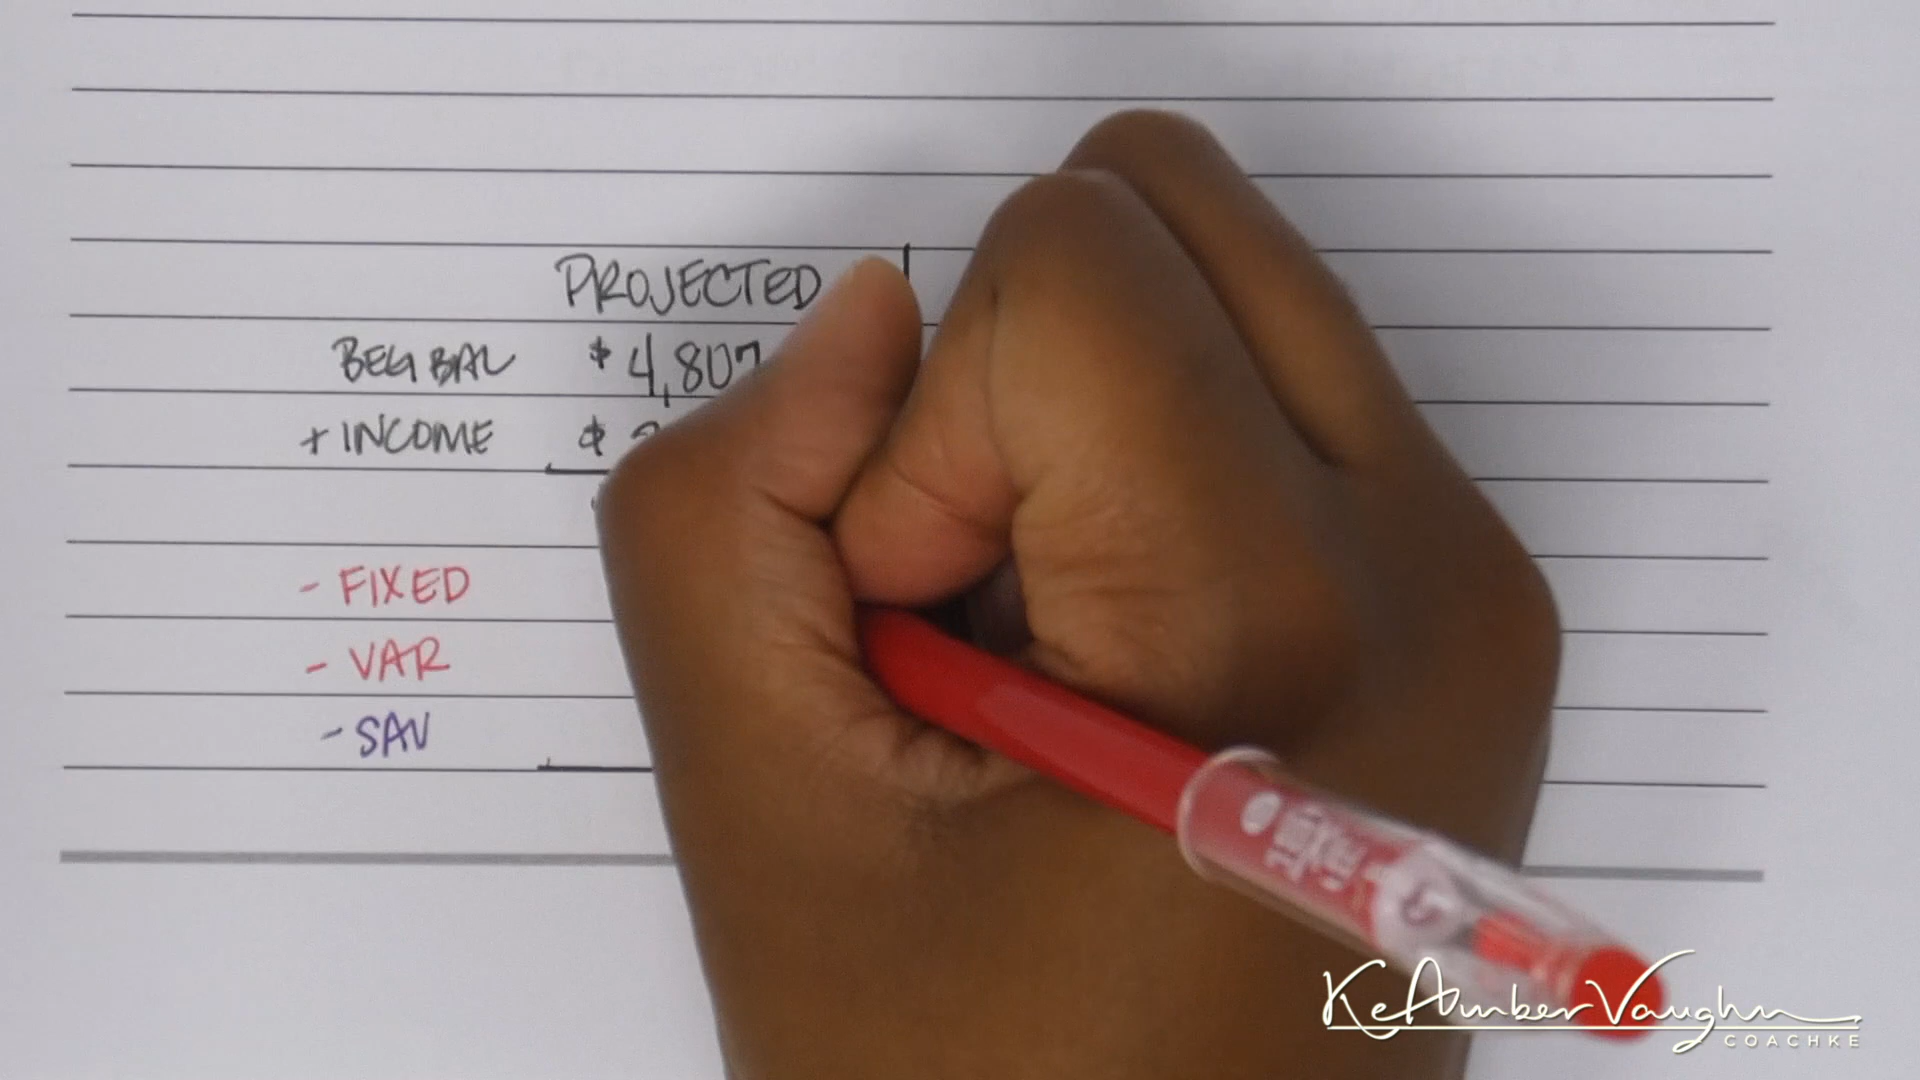 PROJECTED
BEG BAL $ 4,807
+ INCOME $
- FIXED
- VAR
- SAV
KeAmber Vaughn
COACHKE